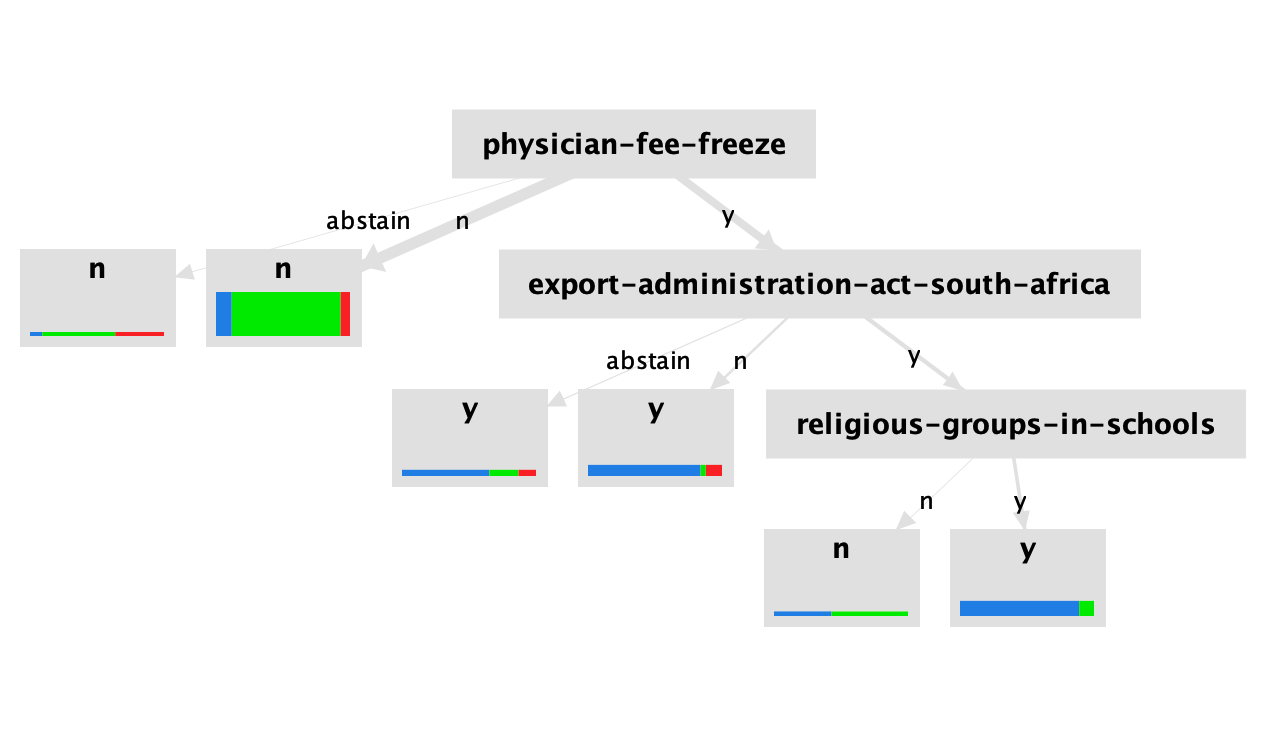 physician-fee-freeze
abstain
n
y
n
n
export-administration-act-south-africa
abstain
n
y
y
y
religious-groups-in-schools
n
y
n
y